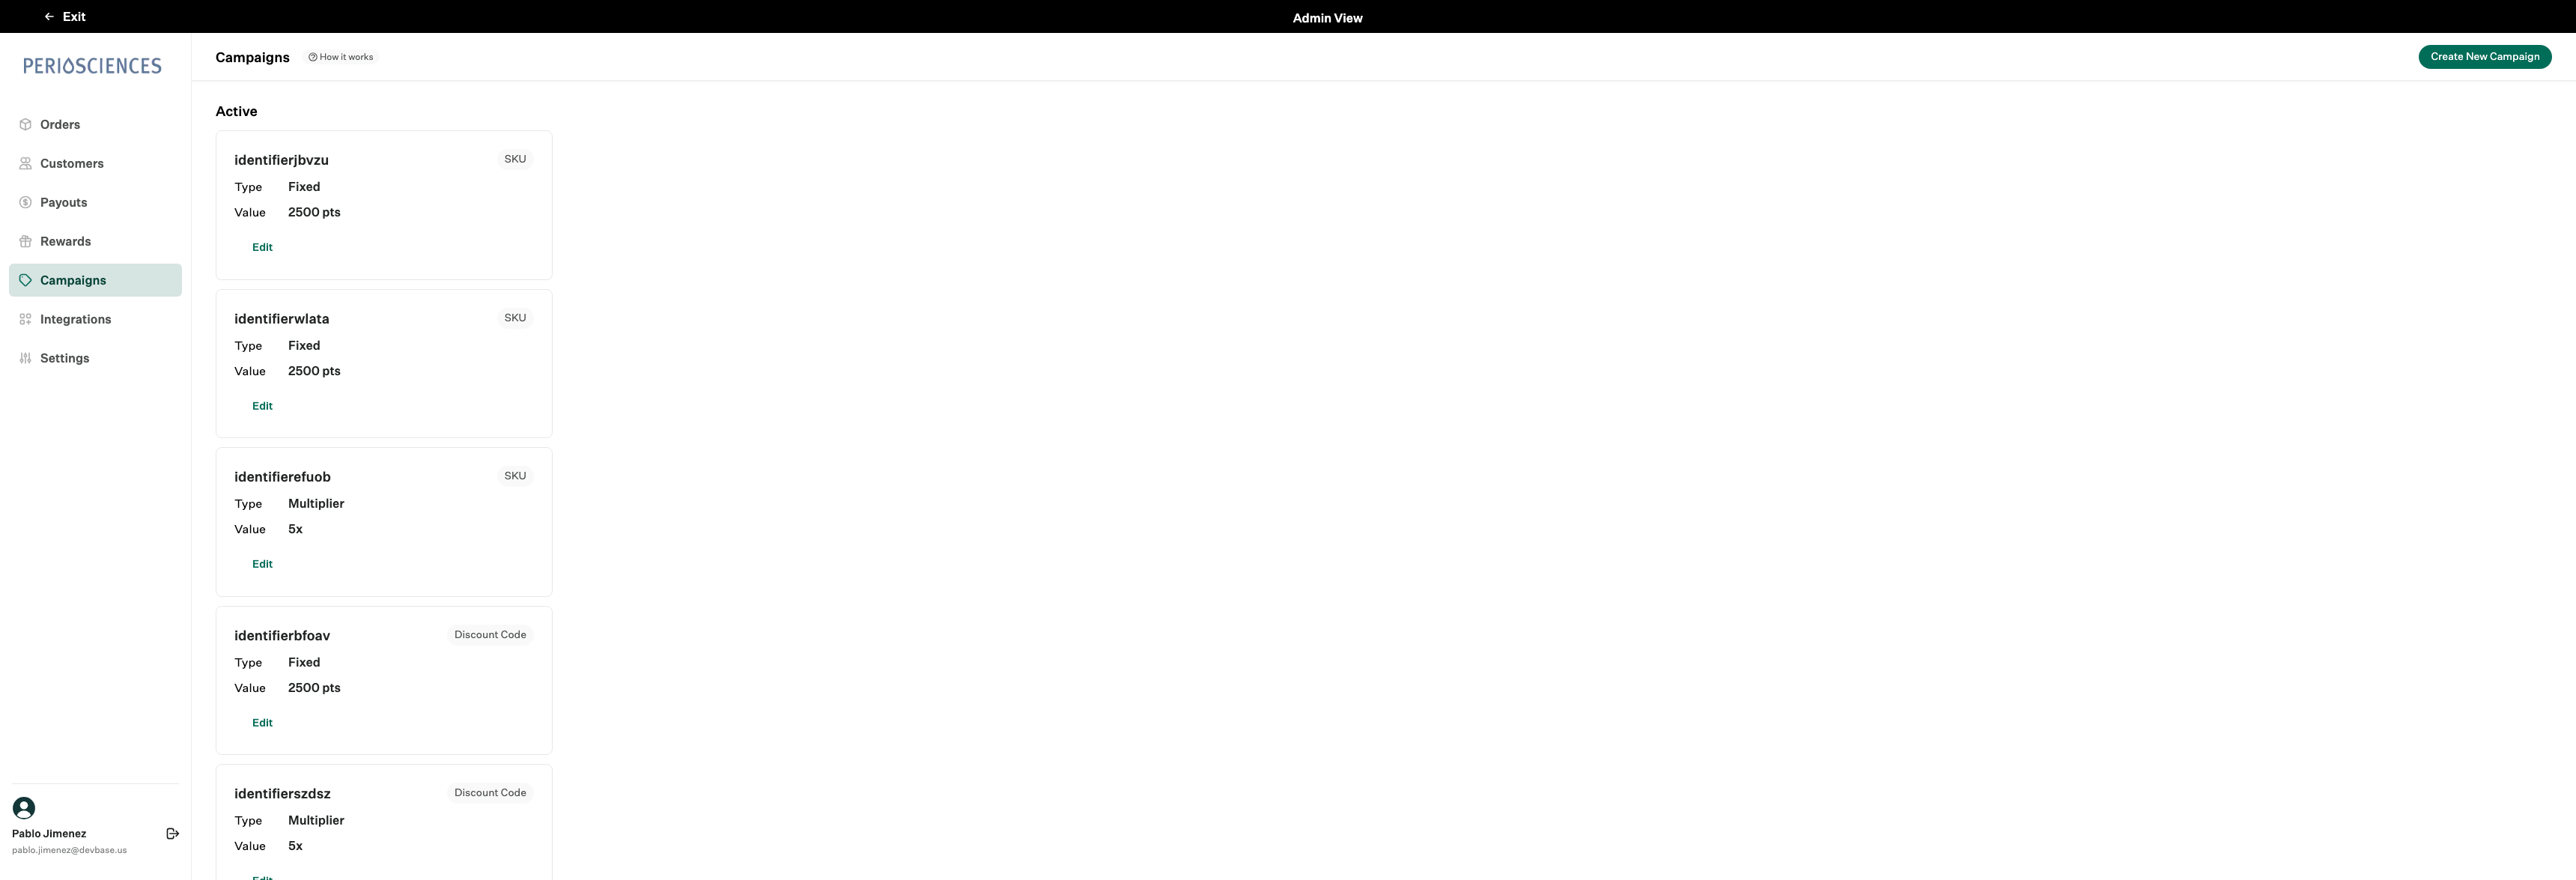 Exit
Admin View
PERIOSCIENCES
Orders
Customers
Payouts
Rewards
Campaigns
Integrations
Settings
Pablo Jimenez
pablo.jimenez@devbase.us
Campaigns How it works
Create New Campaign
Active
identifierjbvzu SKU
Type Fixed
Value 2500 pts
Edit
identifierwlata SKU
Type Fixed
Value 2500 pts
Edit
identifierefuob SKU
Type Multiplier
Value 5x
Edit
identifierbfoav Discount Code
Type Fixed
Value 2500 pts
Edit
identifierszdsz Discount Code
Type Multiplier
Value 5x
Edit